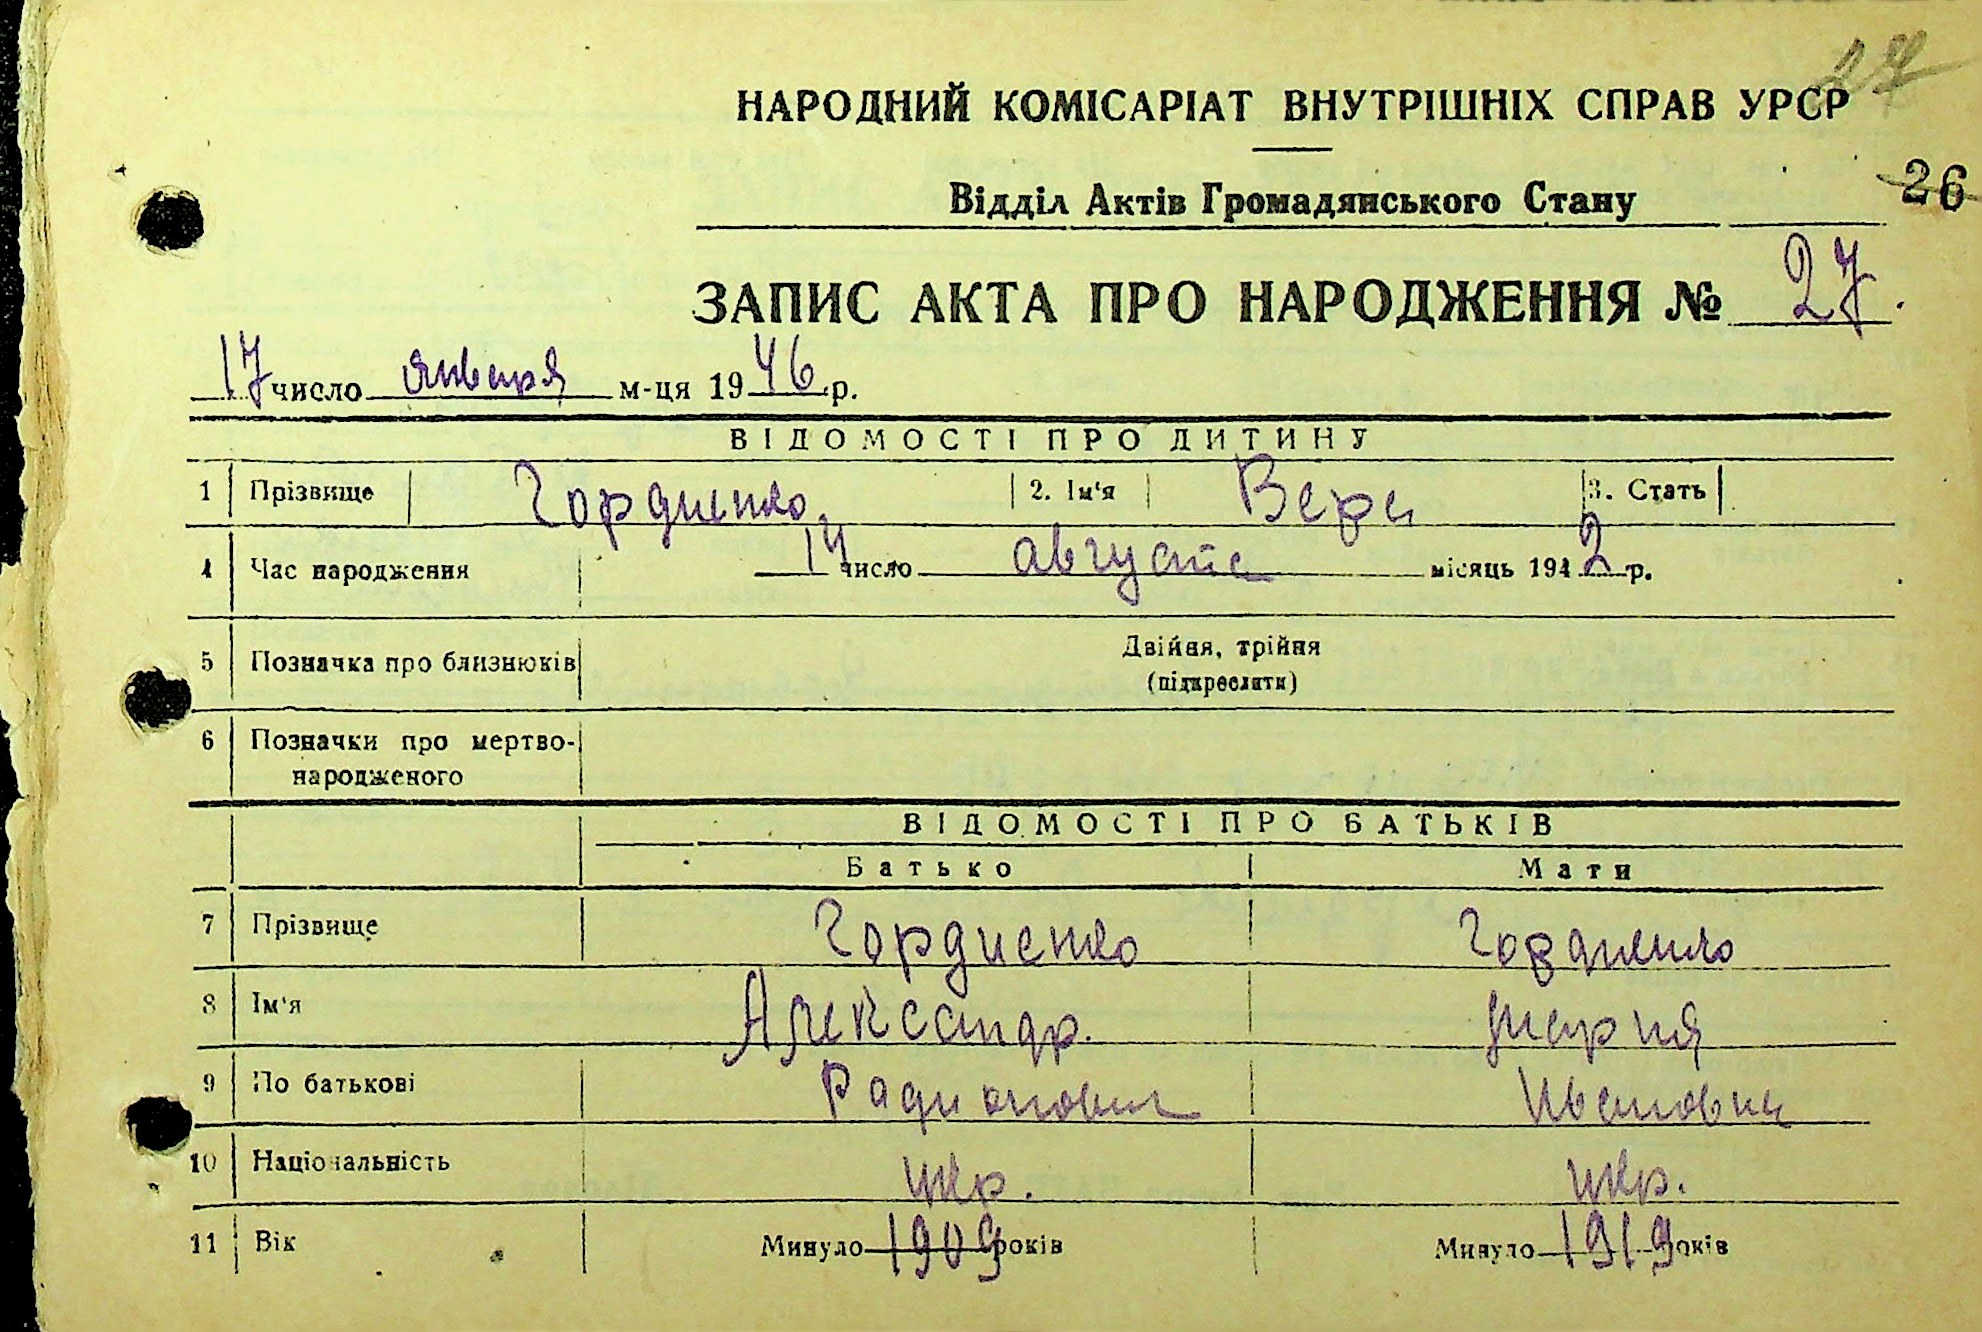 27
НАРОДНИЙ КОМІСАРІАТ ВНУТРІШНІХ СПРАВ УРСР
Відділ Актів Громадянського Стану
26
ЗАПИС АКТА ПРО НАРОДЖЕННЯ № 27.
17 число января м-ця 1946 р.
ВІДОМОСТІ ПРО ДИТИНУ
1 Прізвище Гордиенко 2. Ім'я Вера 3. Стать
4 Час народження 14 число августа місяць 1942 р.
5 Позначка про близнюків Двійня, трійня
(підкреслити)
6 Позначки про мертво-
народженого
ВІДОМОСТІ ПРО БАТЬКІВ
Батько Мати
7 Прізвище Гордиенко Гордиенко
8 Ім'я Александр. Мария
9 По батькові Радионович Ивановна
10 Національність укр. укр.
11 Вік Минуло 1909 років Минуло 1919 років